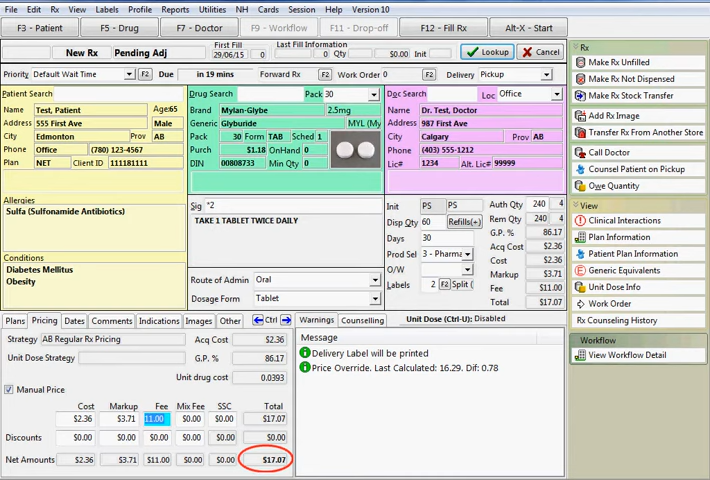 File Edit Rx View Labels Profile Reports Utilities NH Cards Session Help Version 10
F3 - Patient F5 - Drug F7 - Doctor F9 - Workflow F11 - Drop-off F12 - Fill Rx Alt-X - Start
New Rx Pending Adj First Fill 29/06/15 0 Last Fill Information 0 Qty $0.00 Init Lookup Cancel
Priority Default Wait Time F2 Due in 19 mins Forward Rx F2 Work Order 0 F2 Delivery Pickup
Patient Search
Name Test, Patient Age:65
Address 555 First Ave Male
City Edmonton Prov AB
Phone Office (780) 123-4567
Plan NET Client ID 111181111
Allergies
Sulfa (Sulfonamide Antibiotics)
Conditions
Diabetes Mellitus
Obesity
Drug Search Pack 30
Brand Mylan-Glybe 2.5mg
Generic Glyburide MYL (My
Pack 30 Form TAB Sched 1
Purch $1.18 OnHand 0
DIN 00808733 Min Qty 0
Doc Search Loc Office
Name Dr. Test, Doctor
Address 987 First Ave
City Calgary Prov AB
Phone (403) 555-1212
Lic# 1234 Alt. Lic# 99999
Sig *2
TAKE 1 TABLET TWICE DAILY
Route of Admin Oral
Dosage Form Tablet
Init PS PS
Disp Qty 60 Refills(+)
Days 30
Prod Sel 3 - Pharma
O/W
Labels 2 F2 Split (
Auth Qty 240 4
Rem Qty 240 4
G.P. % 86.17
Acq Cost $2.36
Cost $2.36
Markup $3.71
Fee $11.00
Total $17.07
Plans Pricing Dates Comments Indications Images Other Ctrl
Strategy AB Regular Rx Pricing Acq Cost $2.36
Unit Dose Strategy G.P. % 86.17
Unit drug cost 0.0393
Manual Price
Cost Markup Fee Mix Fee SSC Total
$2.36 $3.71 11.00 $0.00 $0.00 $17.07
Discounts $0.00 $0.00 $0.00 $0.00 $0.00 $0.00
Net Amounts $2.36 $3.71 $11.00 $0.00 $0.00 $17.07
Warnings Counselling Unit Dose (Ctrl-U): Disabled
Message
Delivery Label will be printed
Price Override. Last Calculated: 16.29. Dif: 0.78
Rx
Make Rx Unfilled
Make Rx Not Dispensed
Make Rx Stock Transfer
Add Rx Image
Transfer Rx From Another Store
Call Doctor
Counsel Patient on Pickup
Owe Quantity
View
Clinical Interactions
Plan Information
Patient Plan Information
Generic Equivalents
Unit Dose Info
Work Order
Rx Counseling History
Workflow
View Workflow Detail